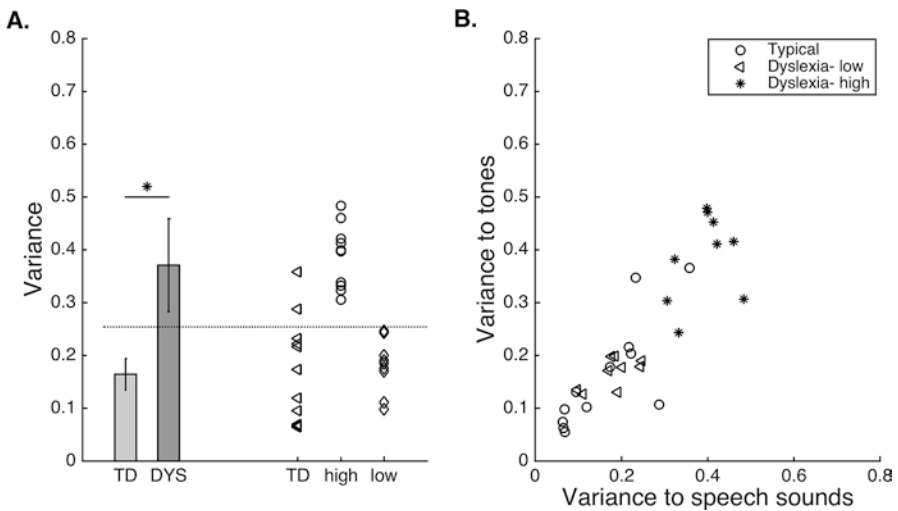 A.
0.8
0.7
0.6
0.5
0.4
0.3
0.2
0.1
0
Variance
*
TD DYS TD high low
B.
0.8
0.7
0.6
0.5
0.4
0.3
0.2
0.1
0
Variance to tones
Typical
Dyslexia- low
Dyslexia- high
0 0.2 0.4 0.6 0.8
Variance to speech sounds